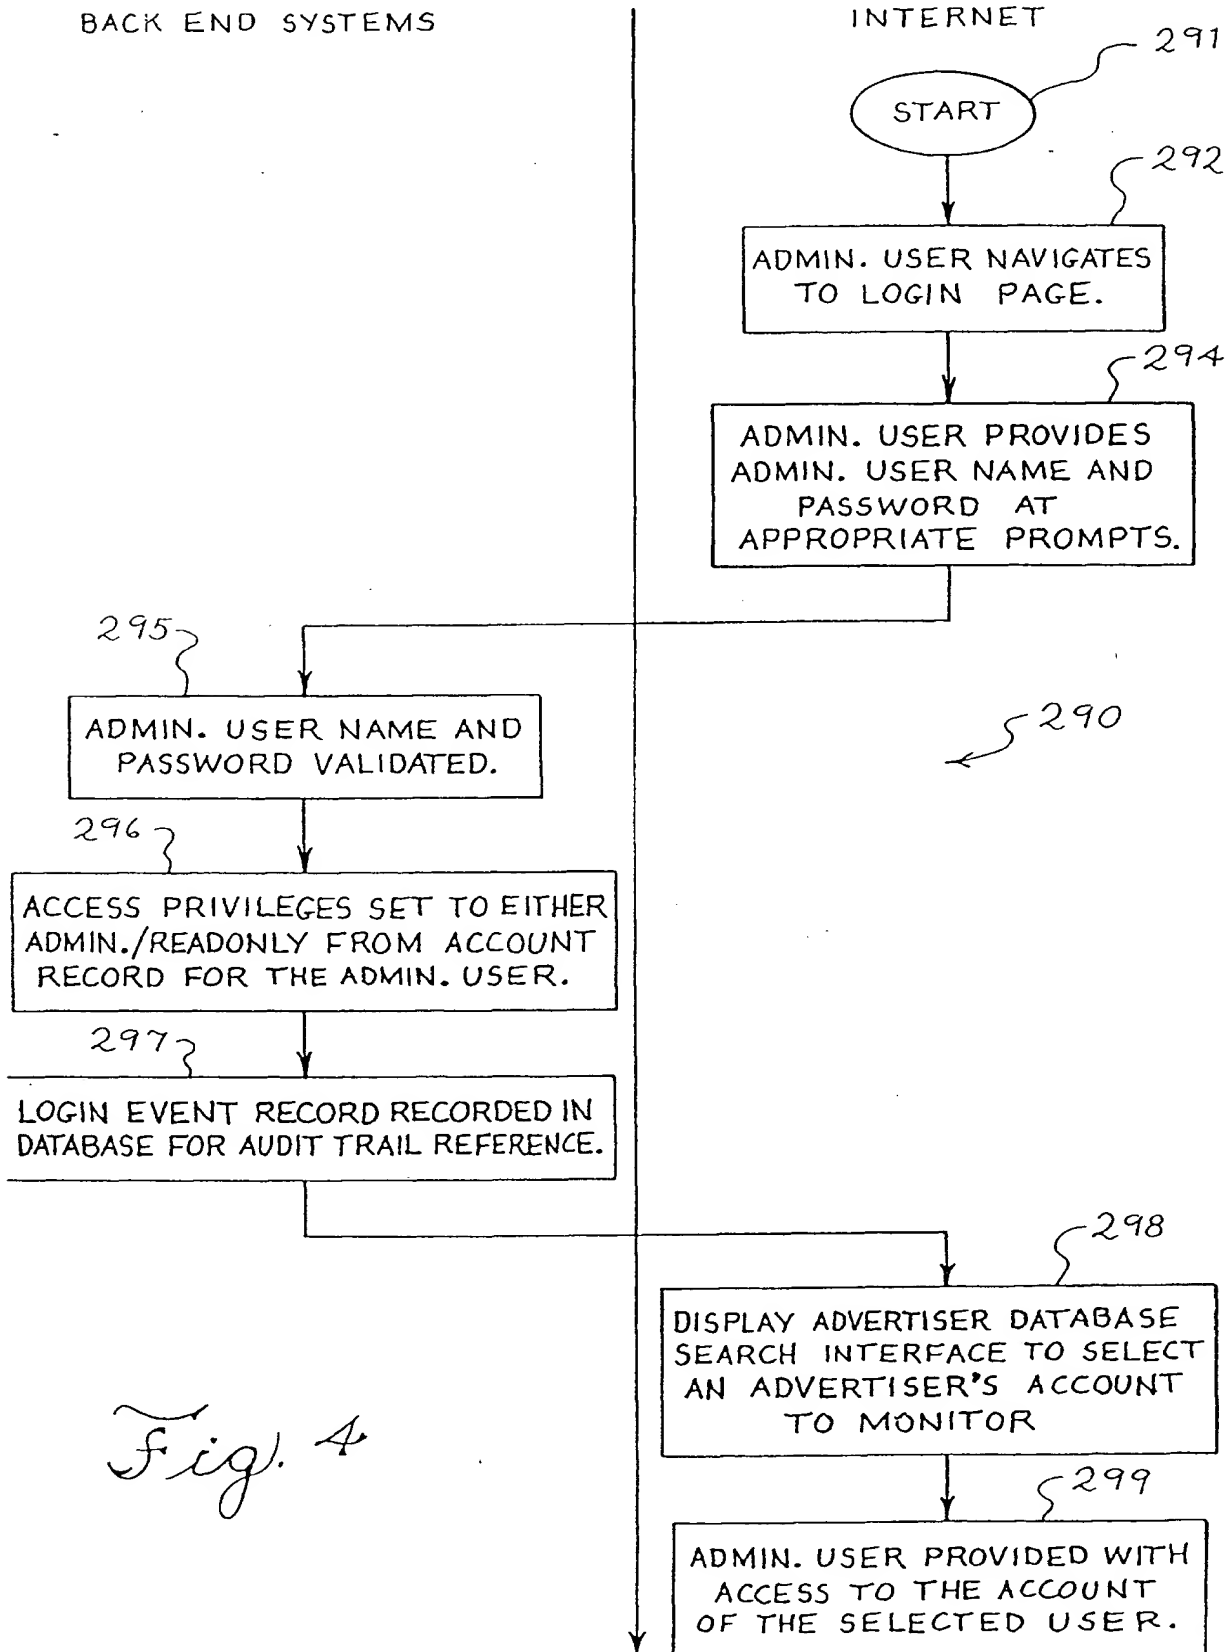 BACK END SYSTEMS
INTERNET
291
START
292
ADMIN. USER NAVIGATES
TO LOGIN PAGE.
294
ADMIN. USER PROVIDES
ADMIN. USER NAME AND
PASSWORD AT
APPROPRIATE PROMPTS.
295
ADMIN. USER NAME AND
PASSWORD VALIDATED.
290
296
ACCESS PRIVILEGES SET TO EITHER
ADMIN./READONLY FROM ACCOUNT
RECORD FOR THE ADMIN. USER.
297
LOGIN EVENT RECORD RECORDED IN
DATABASE FOR AUDIT TRAIL REFERENCE.
298
DISPLAY ADVERTISER DATABASE
SEARCH INTERFACE TO SELECT
AN ADVERTISER'S ACCOUNT
TO MONITOR
Fig. 4
299
ADMIN. USER PROVIDED WITH
ACCESS TO THE ACCOUNT
OF THE SELECTED USER.